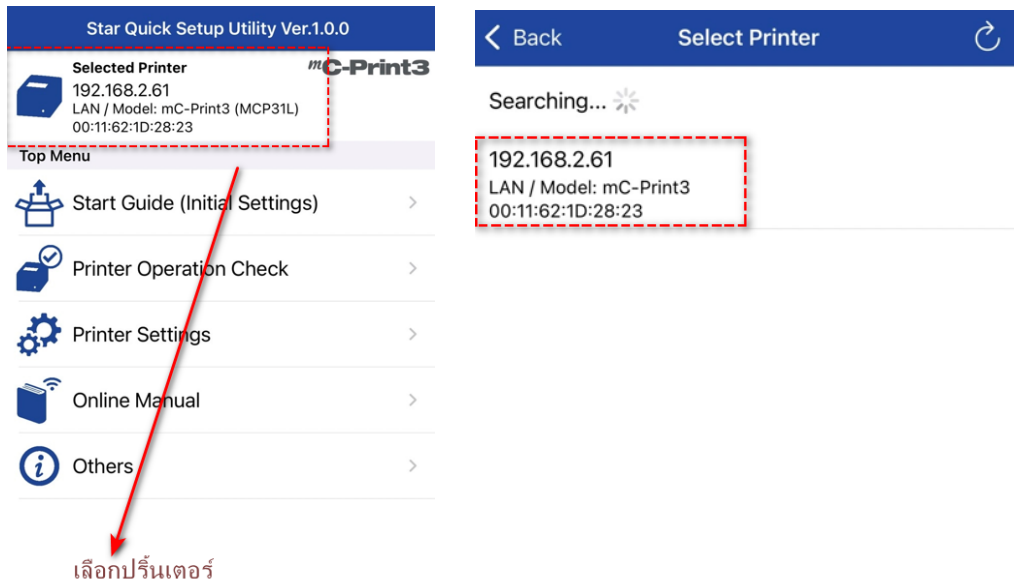 Star Quick Setup Utility Ver.1.0.0
Selected Printer
mC-Print3
192.168.2.61
LAN / Model: mC-Print3 (MCP31L)
00:11:62:1D:28:23
Top Menu
Start Guide (Initial Settings)
Printer Operation Check
Printer Settings
Online Manual
Others
เลือกปริ้นเตอร์
Back
Select Printer
Searching...
192.168.2.61
LAN / Model: mC-Print3
00:11:62:1D:28:23